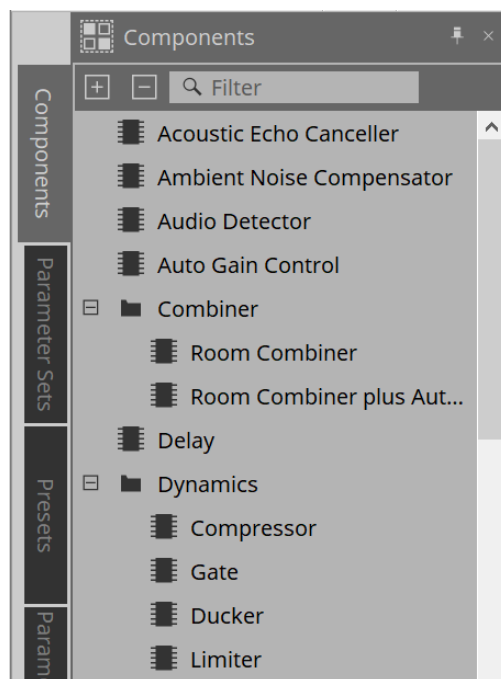 Components
Filter
Components
Parameter Sets
Presets
Param
Acoustic Echo Canceller
Ambient Noise Compensator
Audio Detector
Auto Gain Control
Combiner
Room Combiner
Room Combiner plus Aut...
Delay
Dynamics
Compressor
Gate
Ducker
Limiter